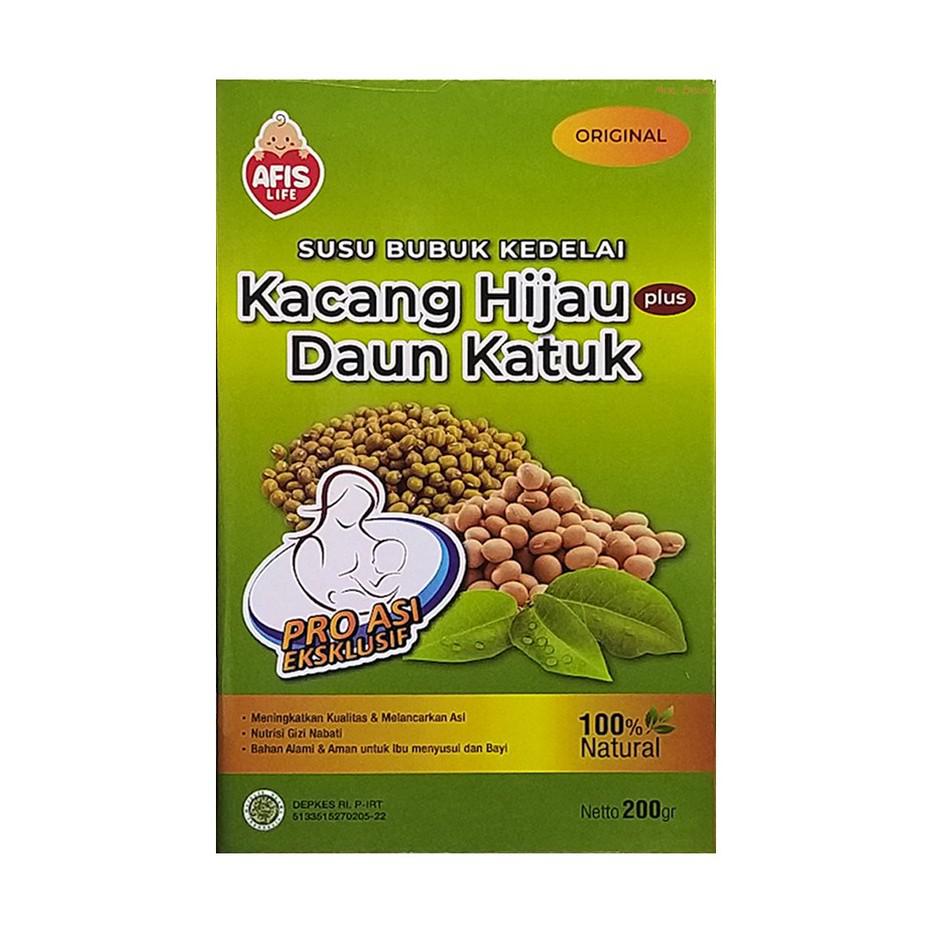 AFIS
LIFE
ORIGINAL
SUSU BUBUK KEDELAI
Kacang Hijau plus
Daun Katuk
PRO ASI
EKSKLUSIF
• Meningkatkan Kualitas & Melancarkan Asi
• Nutrisi Gizi Nabati
• Bahan Alami & Aman untuk Ibu menyusui dan Bayi
100%
Natural
DEPKES RI. P-IRT
5133515270205-22
Netto 200gr